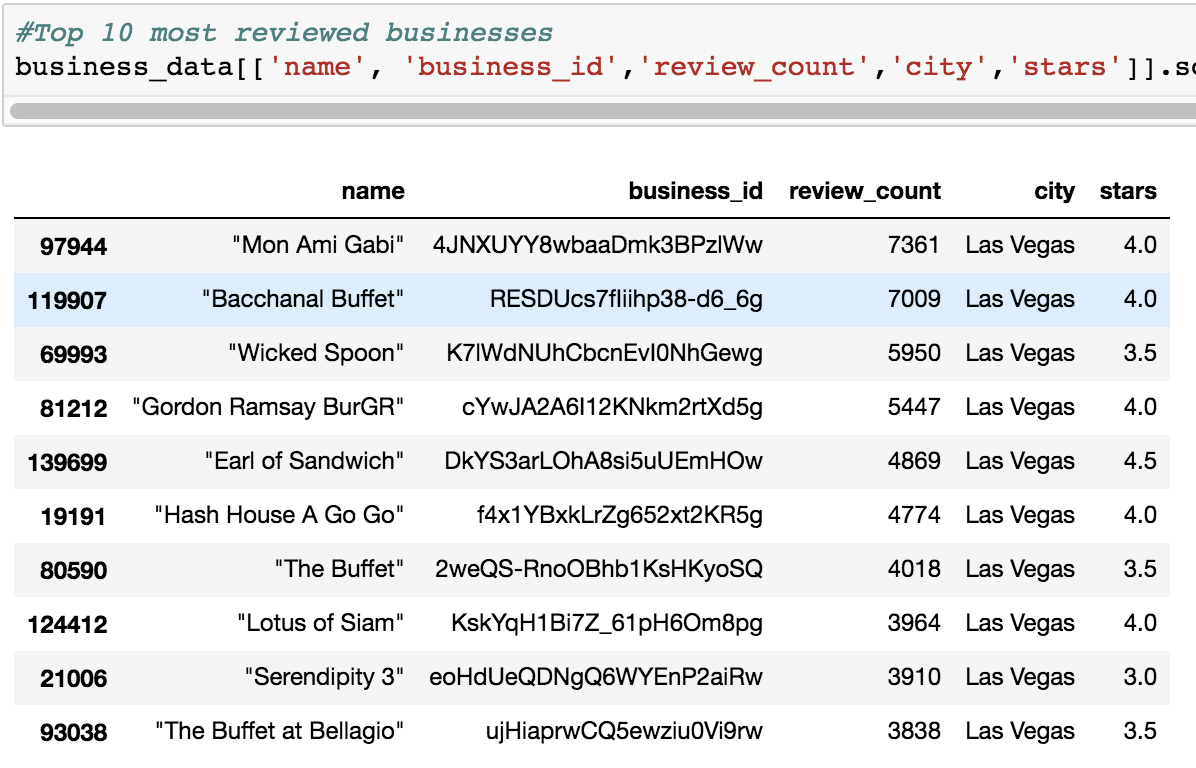 #Top 10 most reviewed businesses
business_data[['name', 'business_id','review_count','city','stars']].so
name business_id review_count city stars
97944 "Mon Ami Gabi" 4JNXUYY8wbaaDmk3BPzlWw 7361 Las Vegas 4.0
119907 "Bacchanal Buffet" RESDUcs7fIiihp38-d6_6g 7009 Las Vegas 4.0
69993 "Wicked Spoon" K7lWdNUhCbcnEvI0NhGewg 5950 Las Vegas 3.5
81212 "Gordon Ramsay BurGR" cYwJA2A6I12KNkm2rtXd5g 5447 Las Vegas 4.0
139699 "Earl of Sandwich" DkYS3arLOhA8si5uUEmHOw 4869 Las Vegas 4.5
19191 "Hash House A Go Go" f4x1YBxkLrZg652xt2KR5g 4774 Las Vegas 4.0
80590 "The Buffet" 2weQS-RnoOBhb1KsHKyoSQ 4018 Las Vegas 3.5
124412 "Lotus of Siam" KskYqH1Bi7Z_61pH6Om8pg 3964 Las Vegas 4.0
21006 "Serendipity 3" eoHdUeQDNgQ6WYEnP2aiRw 3910 Las Vegas 3.0
93038 "The Buffet at Bellagio" ujHiaprwCQ5ewziu0Vi9rw 3838 Las Vegas 3.5